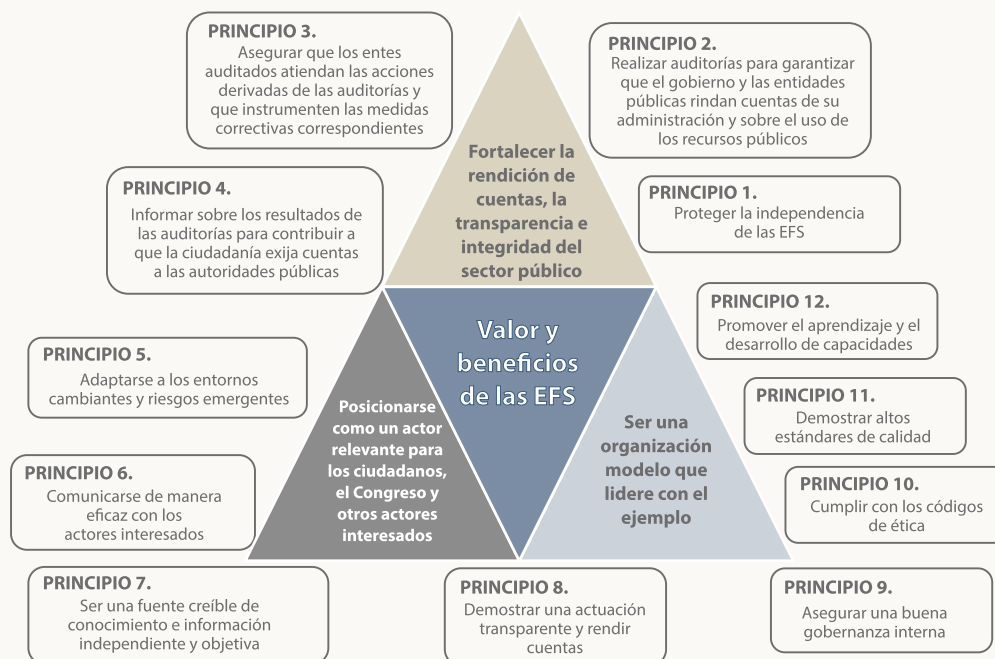 PRINCIPIO 3.
Asegurar que los entes
auditados atiendan las acciones
derivadas de las auditorías y
que instrumenten las medidas
correctivas correspondientes
PRINCIPIO 2.
Realizar auditorías para garantizar
que el gobierno y las entidades
públicas rindan cuentas de su
administración y sobre el uso de
los recursos públicos
Fortalecer la
rendición de
cuentas, la
transparencia e
integridad del
sector público
PRINCIPIO 4.
Informar sobre los resultados de
las auditorías para contribuir a
que la ciudadanía exija cuentas
a las autoridades públicas
PRINCIPIO 1.
Proteger la independencia
de las EFS
PRINCIPIO 12.
Promover el aprendizaje y el
desarrollo de capacidades
Valor y
beneficios
de las EFS
PRINCIPIO 5.
Adaptarse a los entornos
cambiantes y riesgos emergentes
Posicionarse
como un actor
relevante para
los ciudadanos,
el Congreso y
otros actores
interesados
Ser una
organización
modelo que
lidere con el
ejemplo
PRINCIPIO 11.
Demostrar altos
estándares de calidad
PRINCIPIO 6.
Comunicarse de manera
eficaz con los
actores interesados
PRINCIPIO 10.
Cumplir con los códigos
de ética
PRINCIPIO 7.
Ser una fuente creíble de
conocimiento e información
independiente y objetiva
PRINCIPIO 8.
Demostrar una actuación
transparente y rendir
cuentas
PRINCIPIO 9.
Asegurar una buena
gobernanza interna